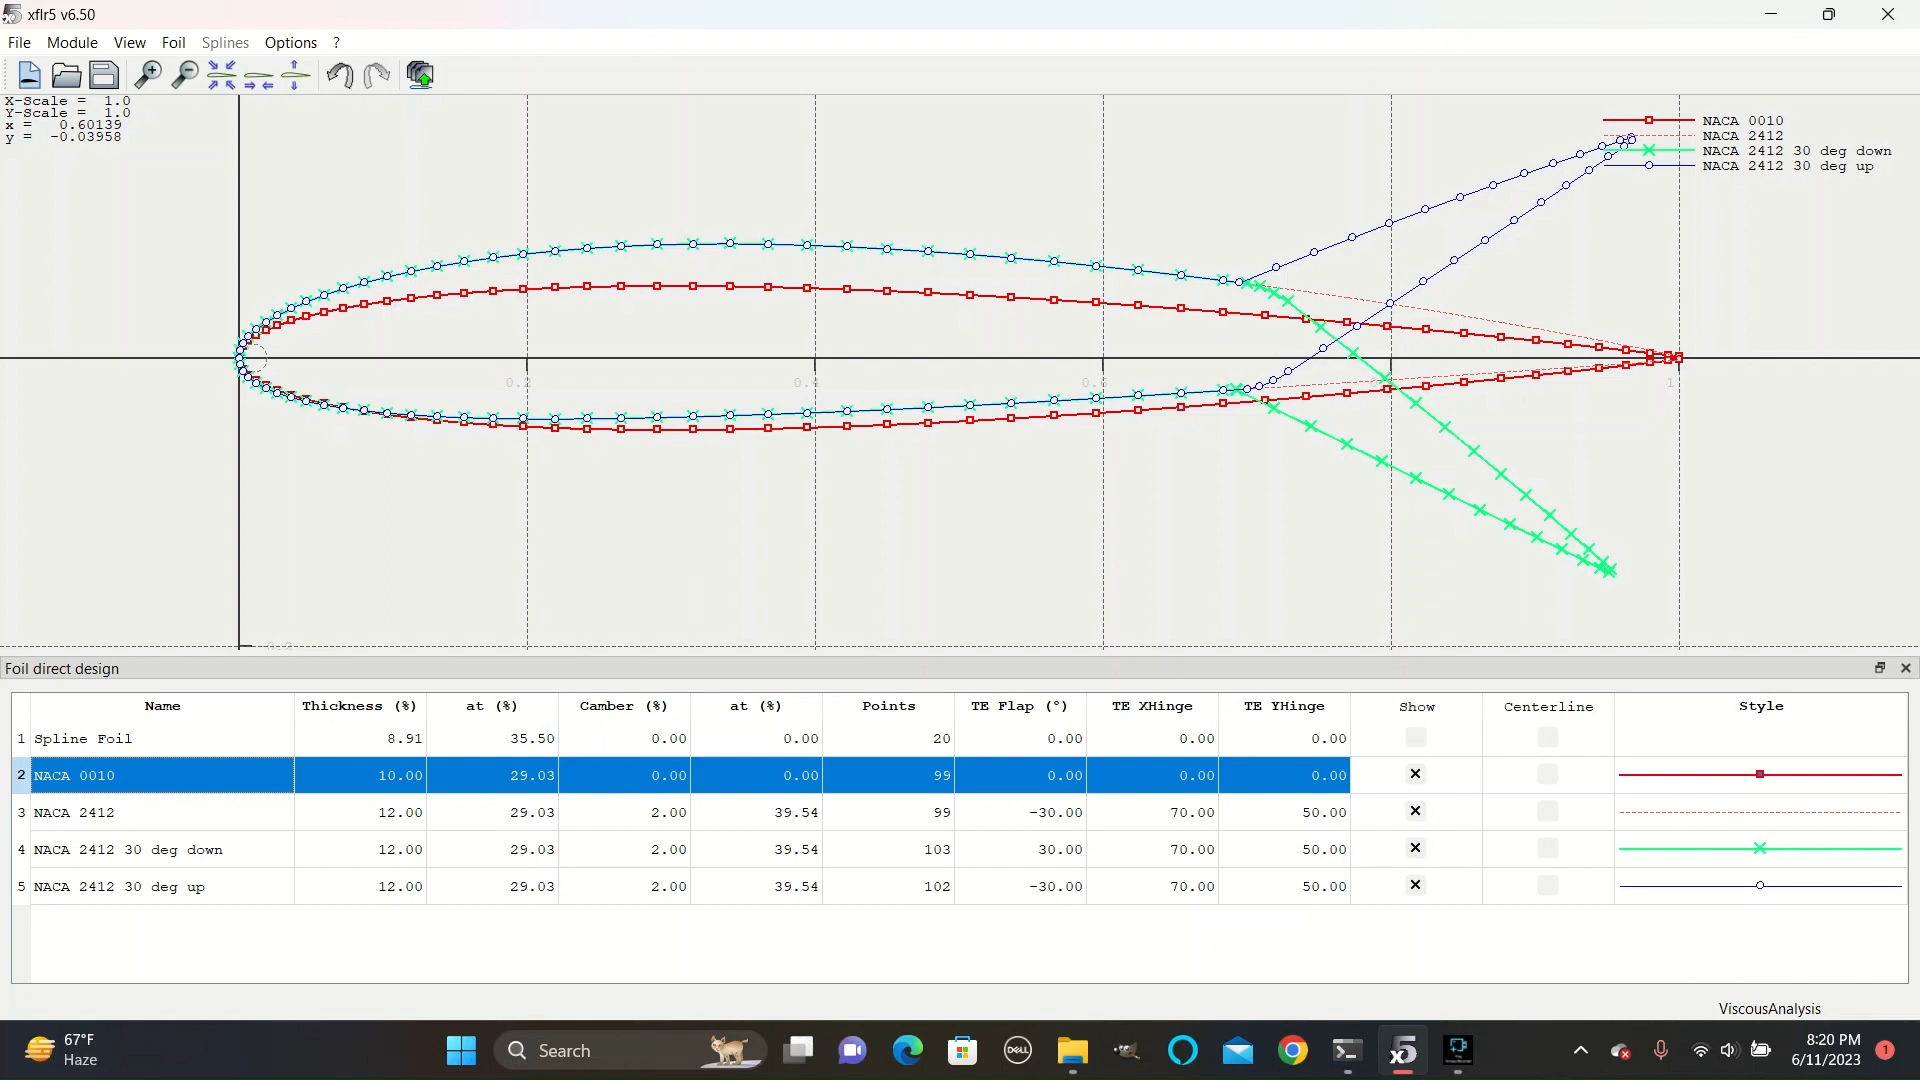 xflr5 v6.50
File Module View Foil Splines Options ?
X-Scale = 1.0
Y-Scale = 1.0
x = 0.60139
y = -0.03958
NACA 0010
NACA 2412
NACA 2412 30 deg down
NACA 2412 30 deg up
0.2
0.6
1
Foil direct design
Name Thickness (%) at (%) Camber (%) at (%) Points TE Flap (°) TE XHinge TE YHinge Show Centerline Style
1 Spline Foil 8.91 35.50 0.00 0.00 20 0.00 0.00 0.00
2 NACA 0010 10.00 29.03 0.00 0.00 99 0.00 0.00 0.00
3 NACA 2412 12.00 29.03 2.00 39.54 99 -30.00 70.00 50.00
4 NACA 2412 30 deg down 12.00 29.03 2.00 39.54 103 30.00 70.00 50.00
5 NACA 2412 30 deg up 12.00 29.03 2.00 39.54 102 -30.00 70.00 50.00
ViscousAnalysis
67°F
Haze
Search
DELL
x5
8:20 PM
6/11/2023
1